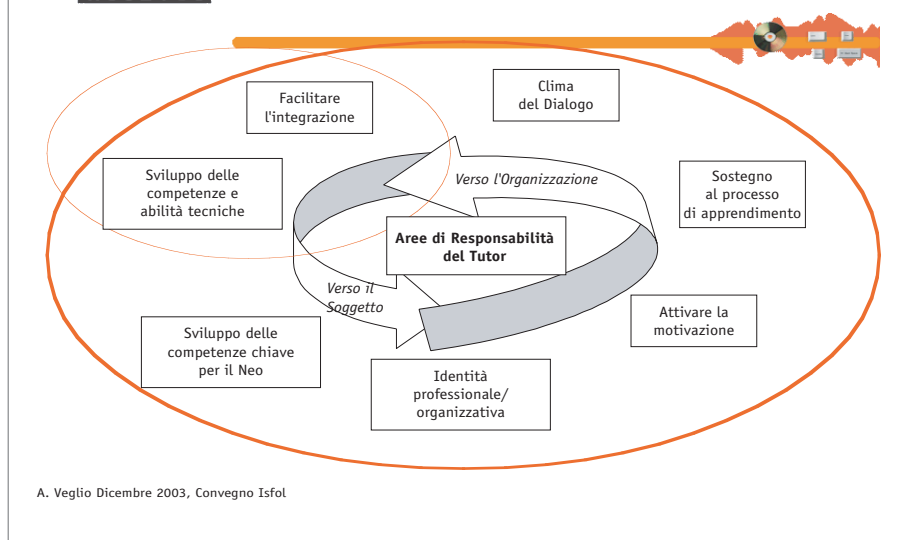 Clima
del Dialogo
Facilitare
l'integrazione
Sviluppo delle
competenze e
abilità tecniche
Verso l'Organizzazione
Sostegno
al processo
di apprendimento
Aree di Responsabilità
del Tutor
Verso il
Soggetto
Attivare la
motivazione
Sviluppo delle
competenze chiave
per il Neo
Identità
professionale/
organizzativa
A. Veglio Dicembre 2003, Convegno Isfol